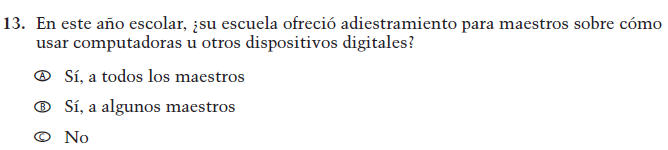 13. En este año escolar, ¿su escuela ofreció adiestramiento para maestros sobre cómo
usar computadoras u otros dispositivos digitales?
Ⓐ Sí, a todos los maestros
Ⓑ Sí, a algunos maestros
Ⓒ No